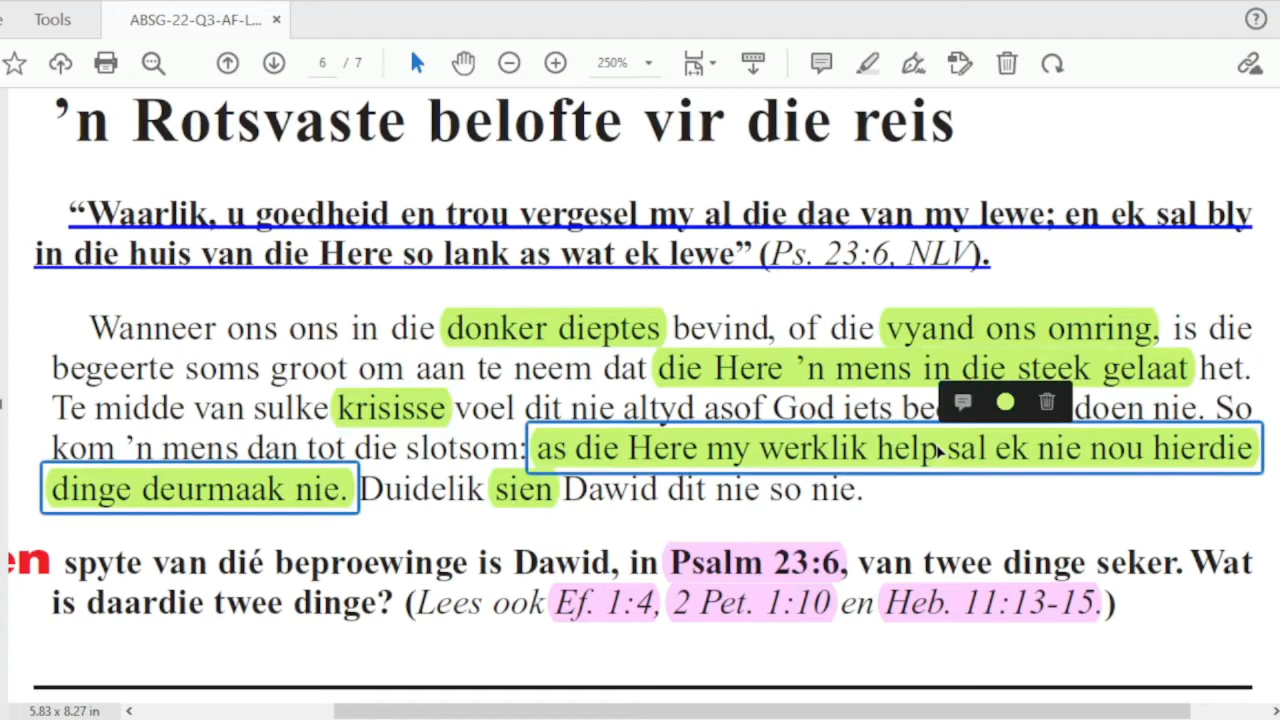 Tools
ABSG-22-Q3-AF-L... ×
6 / 7
250%
’n Rotsvaste belofte vir die reis
“Waarlik, u goedheid en trou vergesel my al die dae van my lewe; en ek sal bly
in die huis van die Here so lank as wat ek lewe” (Ps. 23:6, NLV).
Wanneer ons ons in die donker dieptes bevind, of die vyand ons omring, is die
begeerte soms groot om aan te neem dat die Here ’n mens in die steek gelaat het.
Te midde van sulke krisisse voel dit nie altyd asof God iets doen nie. So
kom ’n mens dan tot die slotsom: as die Here my werklik help sal ek nie nou hierdie
dinge deurmaak nie. Duidelik sien Dawid dit nie so nie.
en spyte van dié beproewinge is Dawid, in Psalm 23:6, van twee dinge seker. Wat
is daardie twee dinge? (Lees ook Ef. 1:4, 2 Pet. 1:10 en Heb. 11:13-15.)
5.83 x 8.27 in